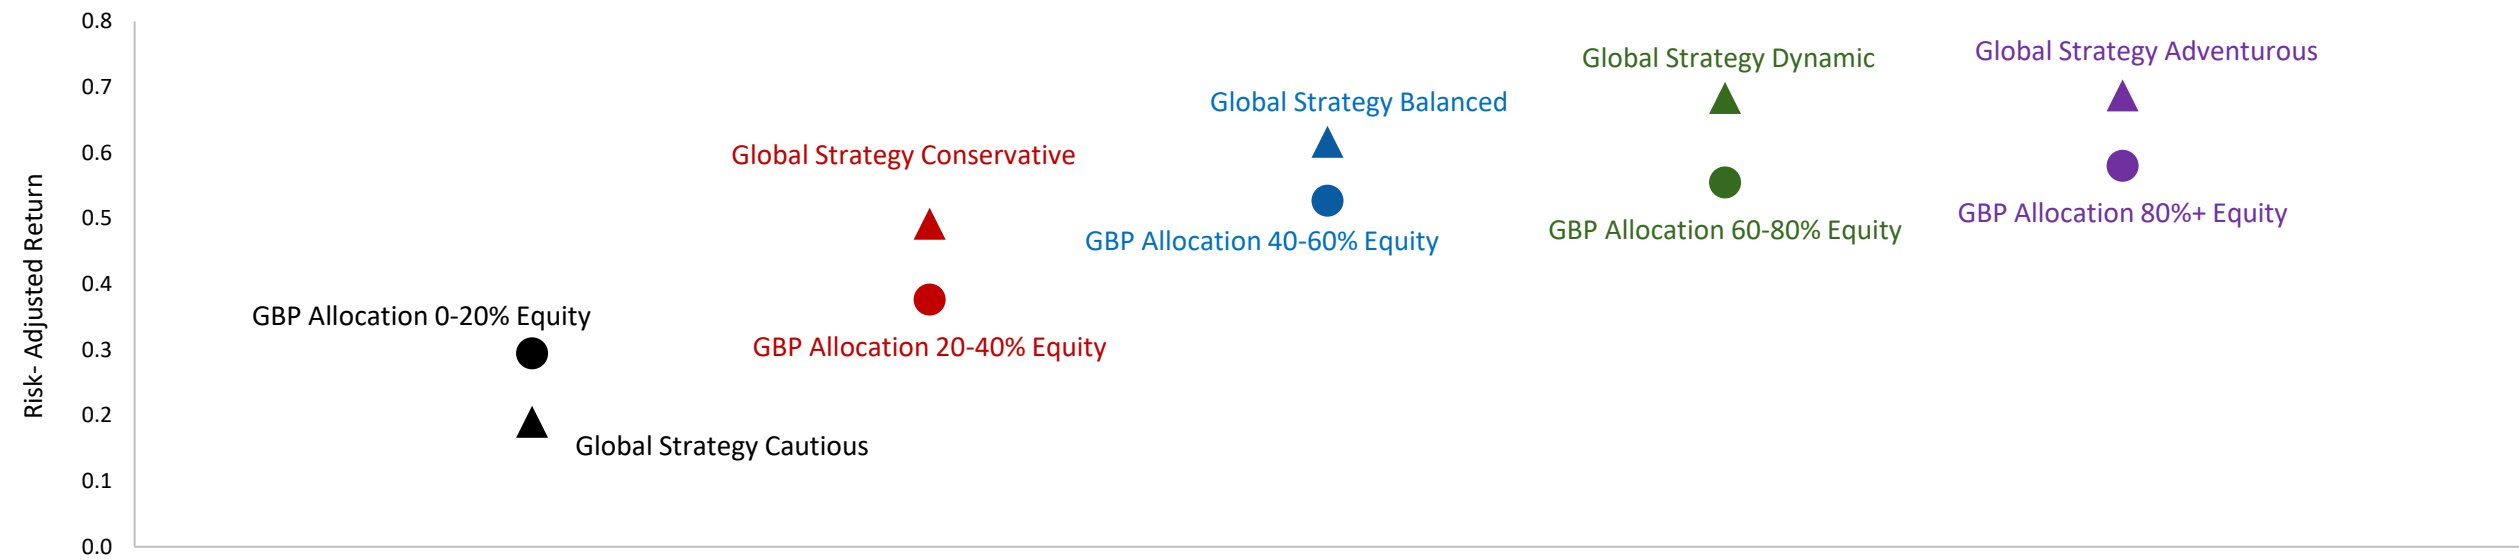 0.8
0.7
0.6
0.5
0.4
0.3
0.2
0.1
0.0
Risk- Adjusted Return
GBP Allocation 0-20% Equity
Global Strategy Cautious
Global Strategy Conservative
GBP Allocation 20-40% Equity
Global Strategy Balanced
GBP Allocation 40-60% Equity
Global Strategy Dynamic
GBP Allocation 60-80% Equity
Global Strategy Adventurous
GBP Allocation 80%+ Equity